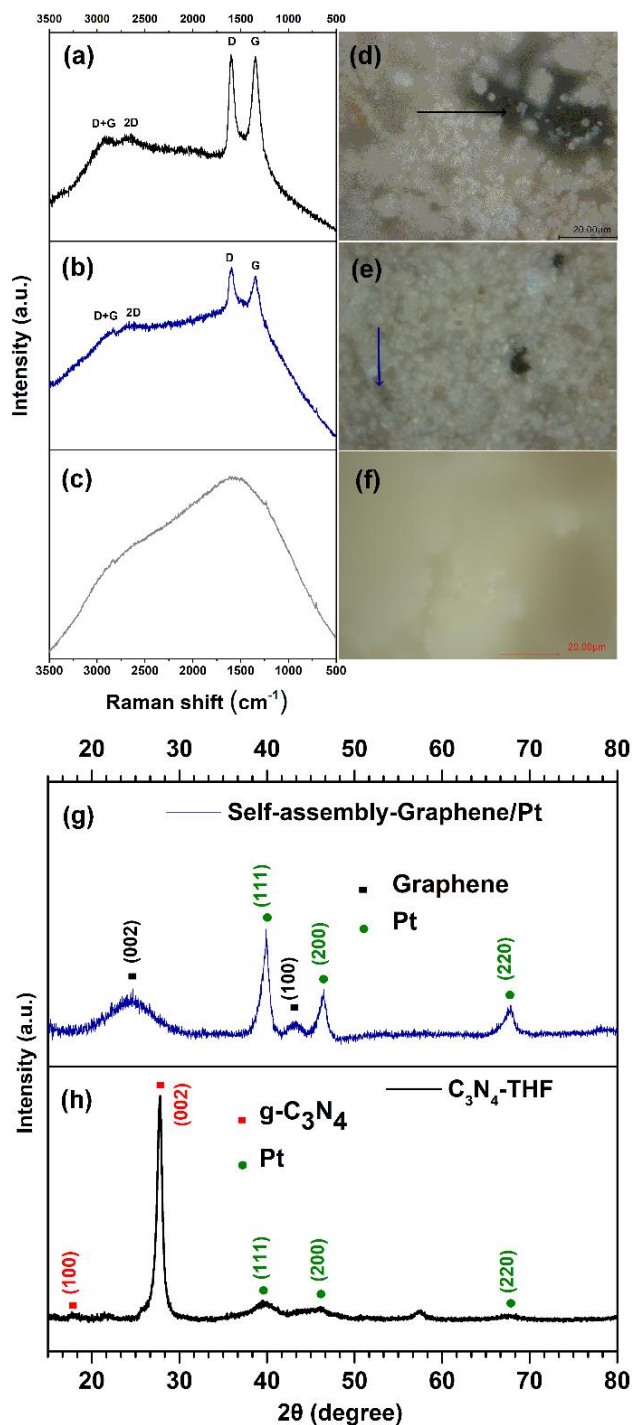 3500 3000 2500 2000 1500 1000 500
(a)
D G
D+G 2D
(d)
20.00μm
(b)
D G
D+G 2D
(e)
(c)
(f)
20.00μm
Intensity (a.u.)
3500 3000 2500 2000 1500 1000 500
Raman shift (cm⁻¹)
20 30 40 50 60 70 80
(g)
Self-assembly-Graphene/Pt
Graphene
Pt
(002)
(111)
(100)
(200)
(220)
(h)
C₃N₄-THF
g-C₃N₄
Pt
(100)
(002)
(111)
(200)
(220)
Intensity (a.u.)
20 30 40 50 60 70 80
2θ (degree)